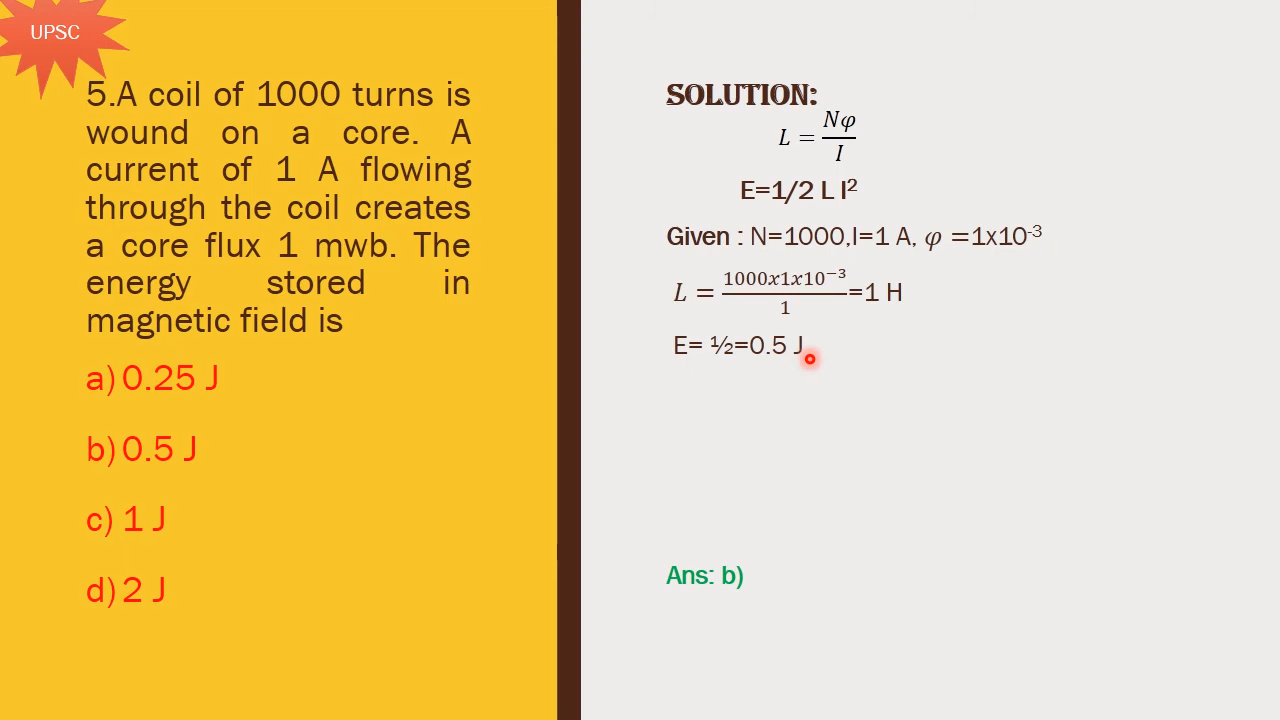 UPSC
5.A coil of 1000 turns is
wound on a core. A
current of 1 A flowing
through the coil creates
a core flux 1 mwb. The
energy stored in
magnetic field is
a) 0.25 J
b) 0.5 J
c) 1 J
d) 2 J
SOLUTION:
L = Nφ/I
E=1/2 L I²
Given : N=1000,I=1 A, φ =1x10⁻³
L = 1000x1x10⁻³/1=1 H
E= ½=0.5 J
Ans: b)